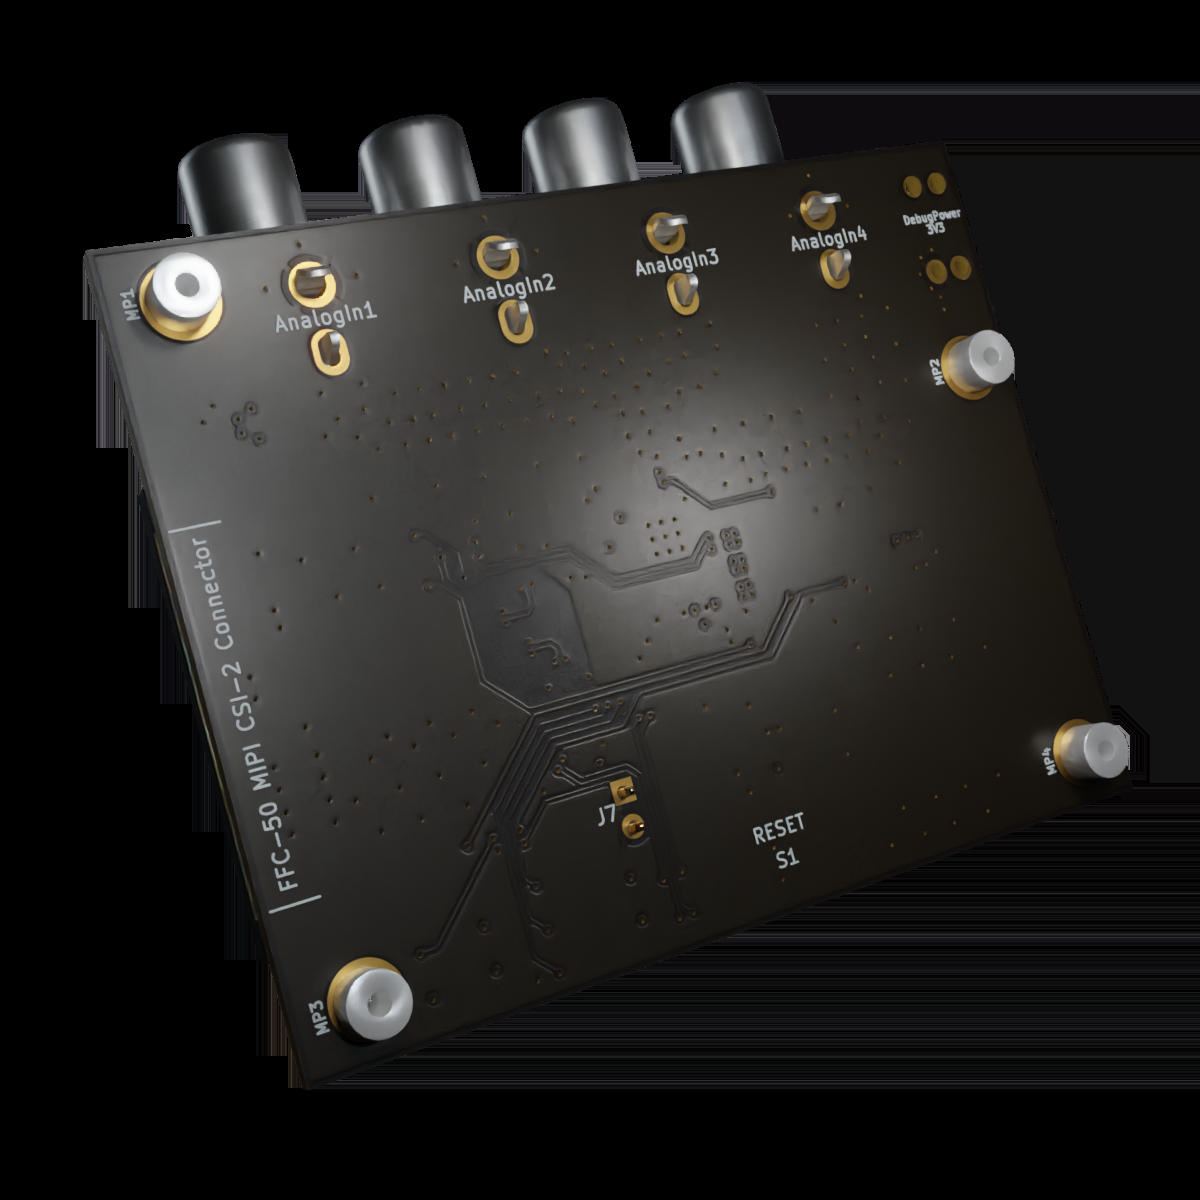 MP1
AnalogIn1
AnalogIn2
AnalogIn3
AnalogIn4
DebugPower
3V3
MP2
FFC-50 MIPI CSI-2 Connector
J7
RESET
S1
MP3
MP4